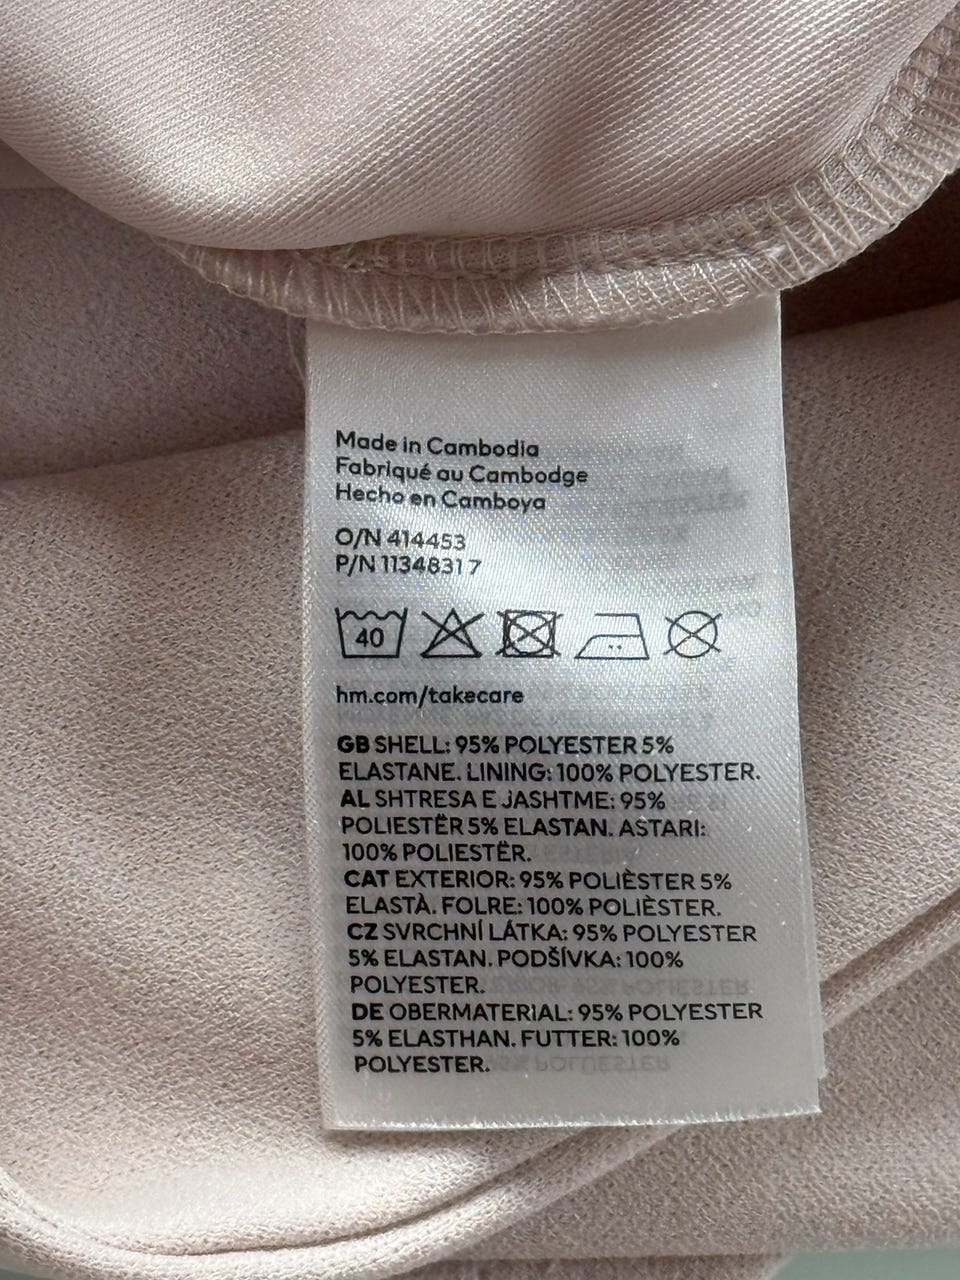 Made in Cambodia
Fabriqué au Cambodge
Hecho en Camboya
O/N 414453
P/N 11348317
40
hm.com/takecare
GB SHELL: 95% POLYESTER 5%
ELASTANE. LINING: 100% POLYESTER.
AL SHTRESA E JASHTME: 95%
POLIESTËR 5% ELASTAN. ASTARI:
100% POLIESTËR.
CAT EXTERIOR: 95% POLIÈSTER 5%
ELASTÀ. FOLRE: 100% POLIÈSTER.
CZ SVRCHNÍ LÁTKA: 95% POLYESTER
5% ELASTAN. PODŠÍVKA: 100%
POLYESTER.
DE OBERMATERIAL: 95% POLYESTER
5% ELASTHAN. FUTTER: 100%
POLYESTER.